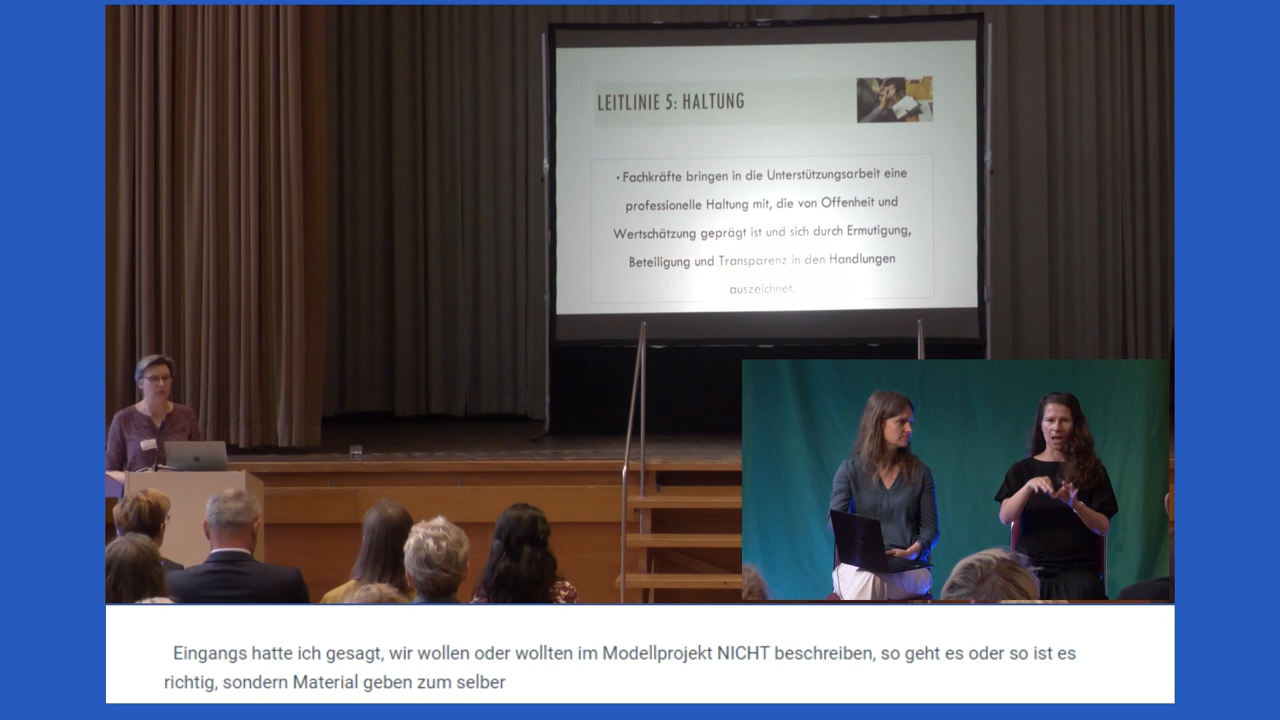 LEITLINIE 5: HALTUNG
• Fachkräfte bringen in die Unterstützungsarbeit eine
professionelle Haltung mit, die von Offenheit und
Wertschätzung geprägt ist und sich durch Ermutigung,
Beteiligung und Transparenz in den Handlungen
auszeichnet.
Eingangs hatte ich gesagt, wir wollen oder wollten im Modellprojekt NICHT beschreiben, so geht es oder so ist es
richtig, sondern Material geben zum selber